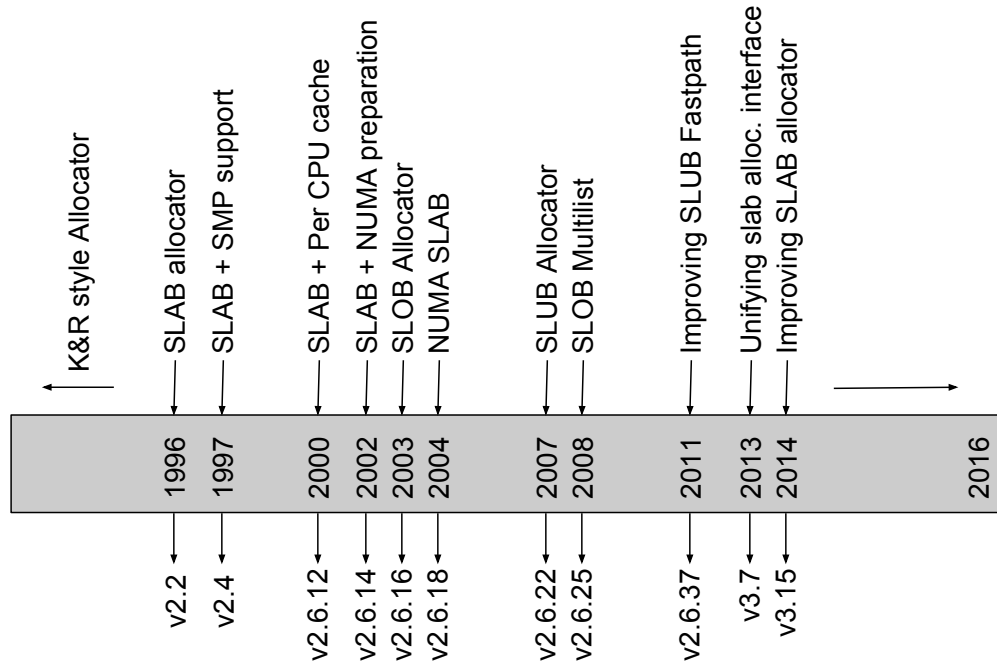 K&R style Allocator
SLAB allocator
SLAB + SMP support
SLAB + Per CPU cache
SLAB + NUMA preparation
SLOB Allocator
NUMA SLAB
SLUB Allocator
SLOB Multilist
Improving SLUB Fastpath
Unifying slab alloc. interface
Improving SLAB allocator
1996
1997
2000
2002
2003
2004
2007
2008
2011
2013
2014
2016
v2.2
v2.4
v2.6.12
v2.6.14
v2.6.16
v2.6.18
v2.6.22
v2.6.25
v2.6.37
v3.7
v3.15